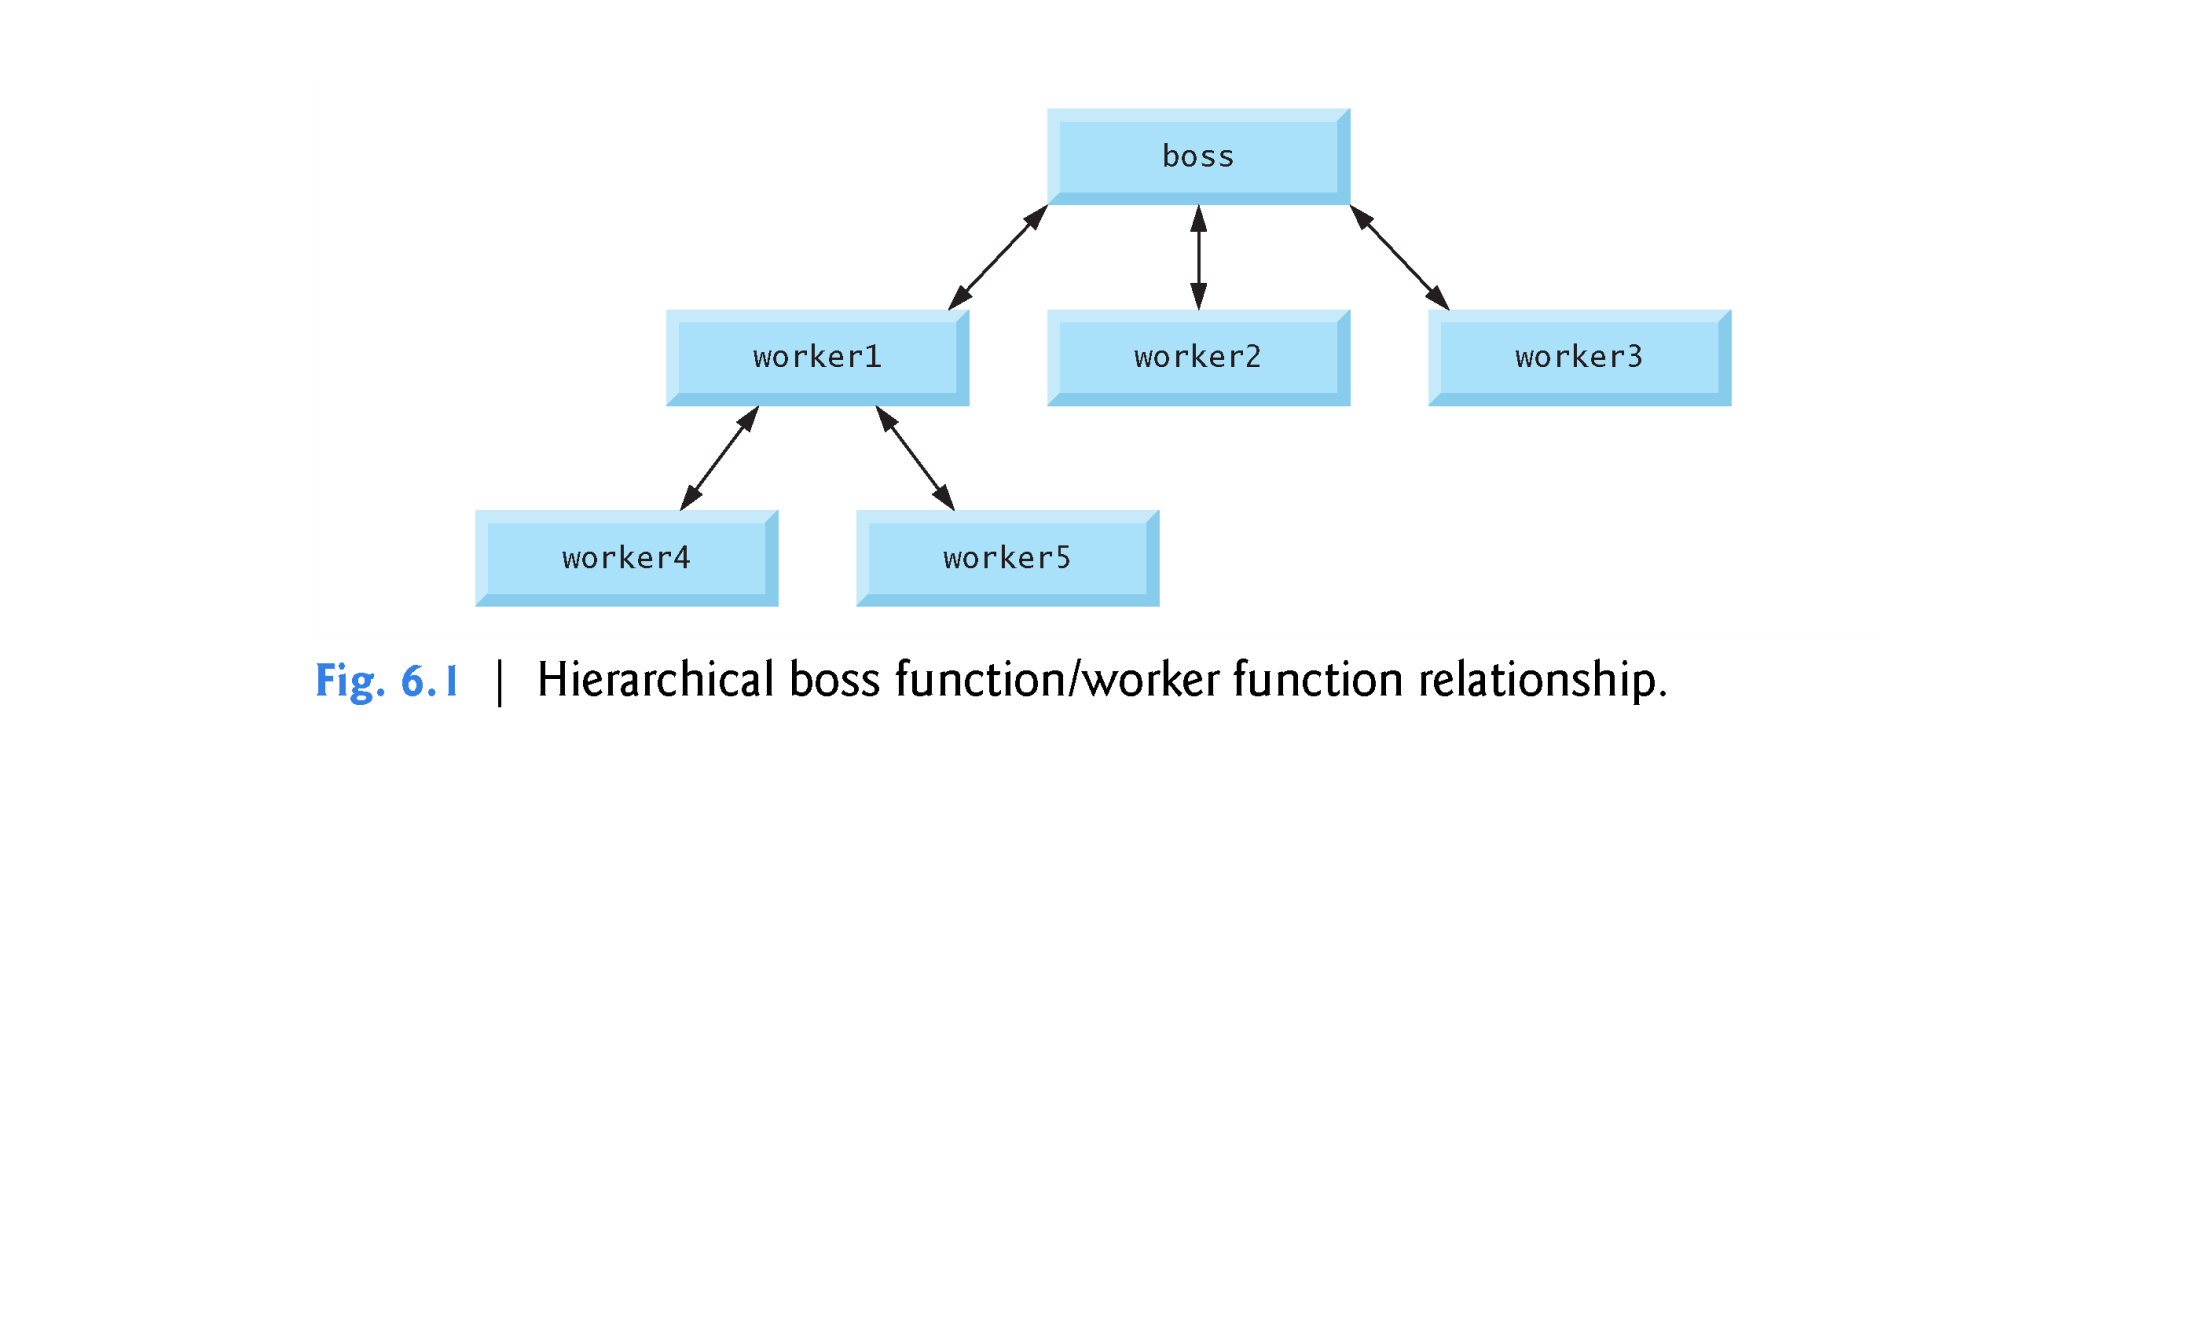 boss
worker1
worker2
worker3
worker4
worker5
Fig. 6.1 | Hierarchical boss function/worker function relationship.